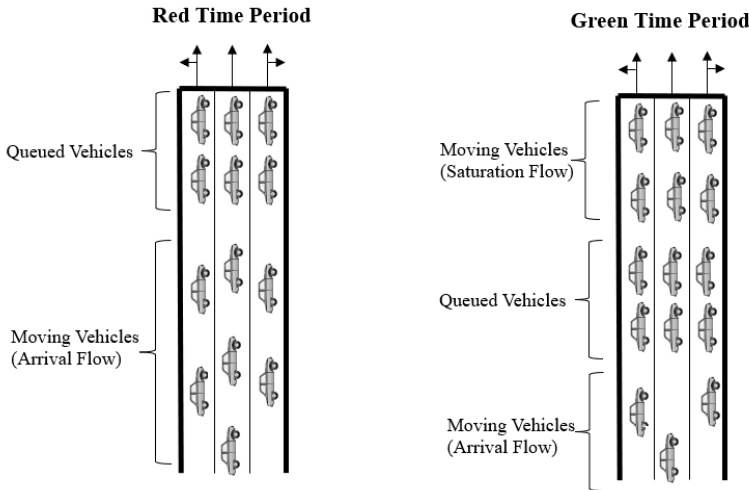 Red Time Period
Queued Vehicles
Moving Vehicles
(Arrival Flow)
Green Time Period
Moving Vehicles
(Saturation Flow)
Queued Vehicles
Moving Vehicles
(Arrival Flow)